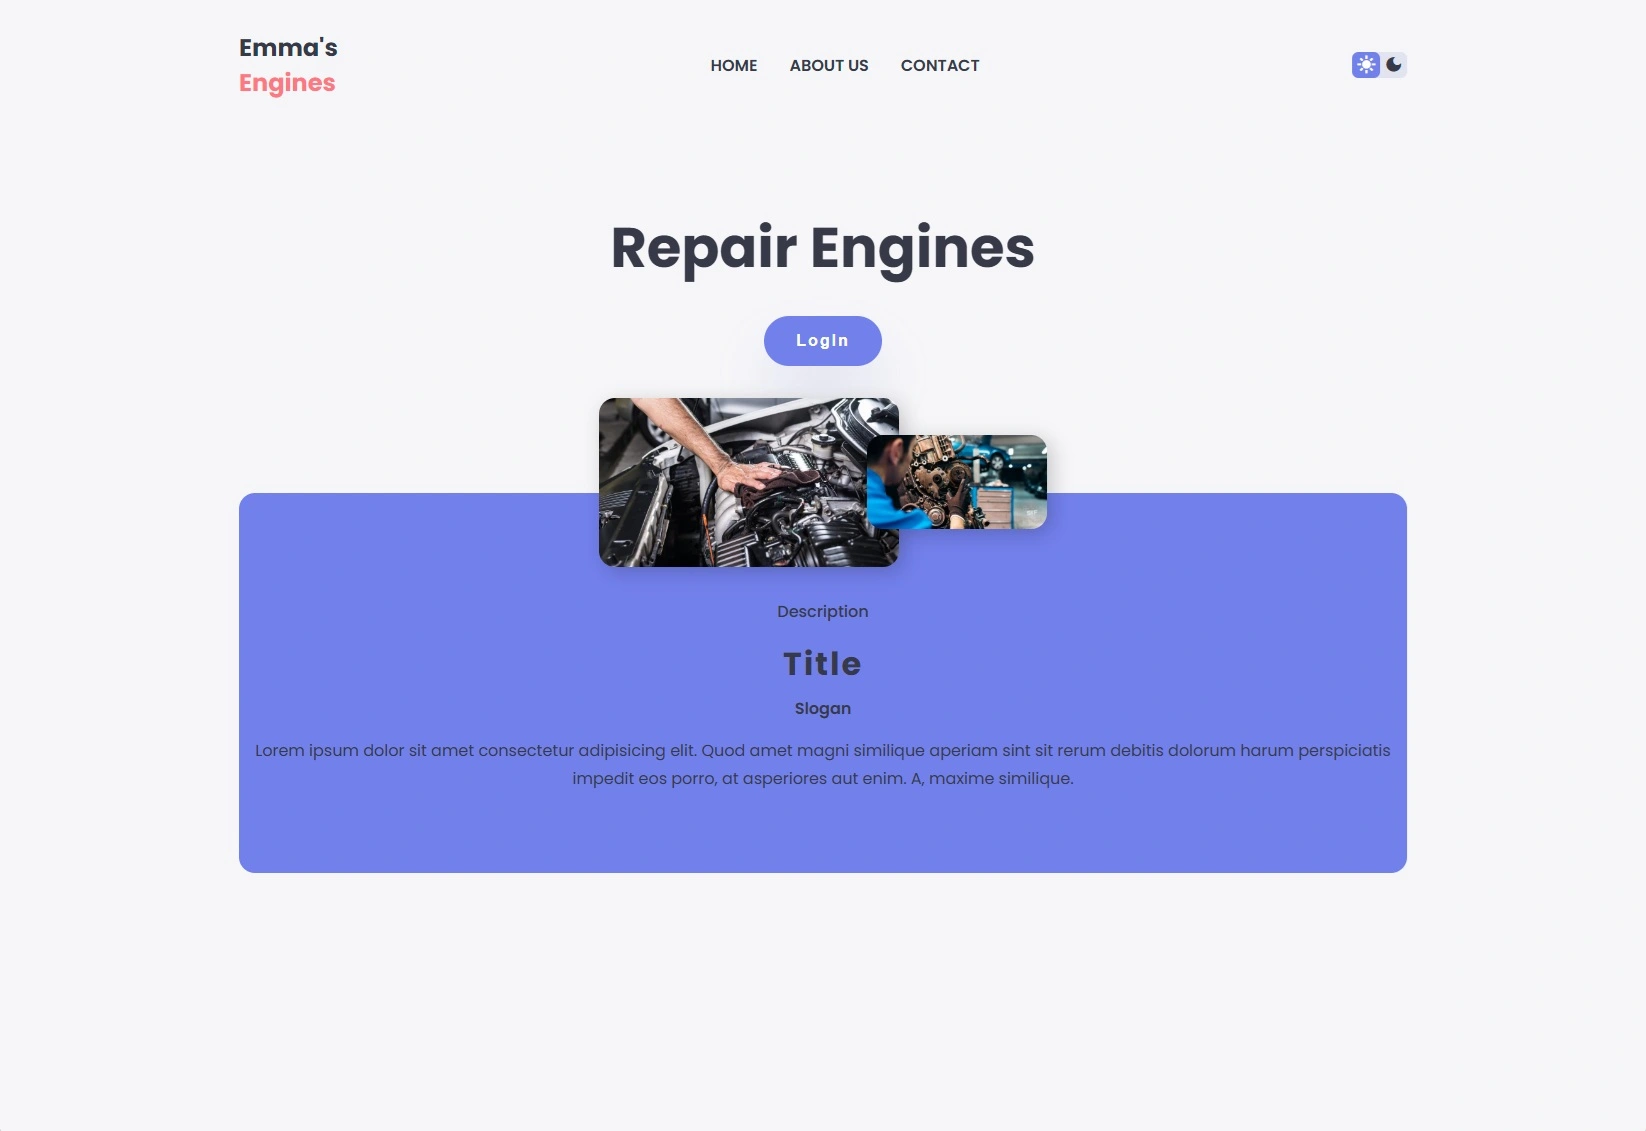 Emma's
Engines
HOME ABOUT US CONTACT
Repair Engines
LogIn
Description
Title
Slogan
Lorem ipsum dolor sit amet consectetur adipisicing elit. Quod amet magni similique aperiam sint sit rerum debitis dolorum harum perspiciatis
impedit eos porro, at asperiores aut enim. A, maxime similique.